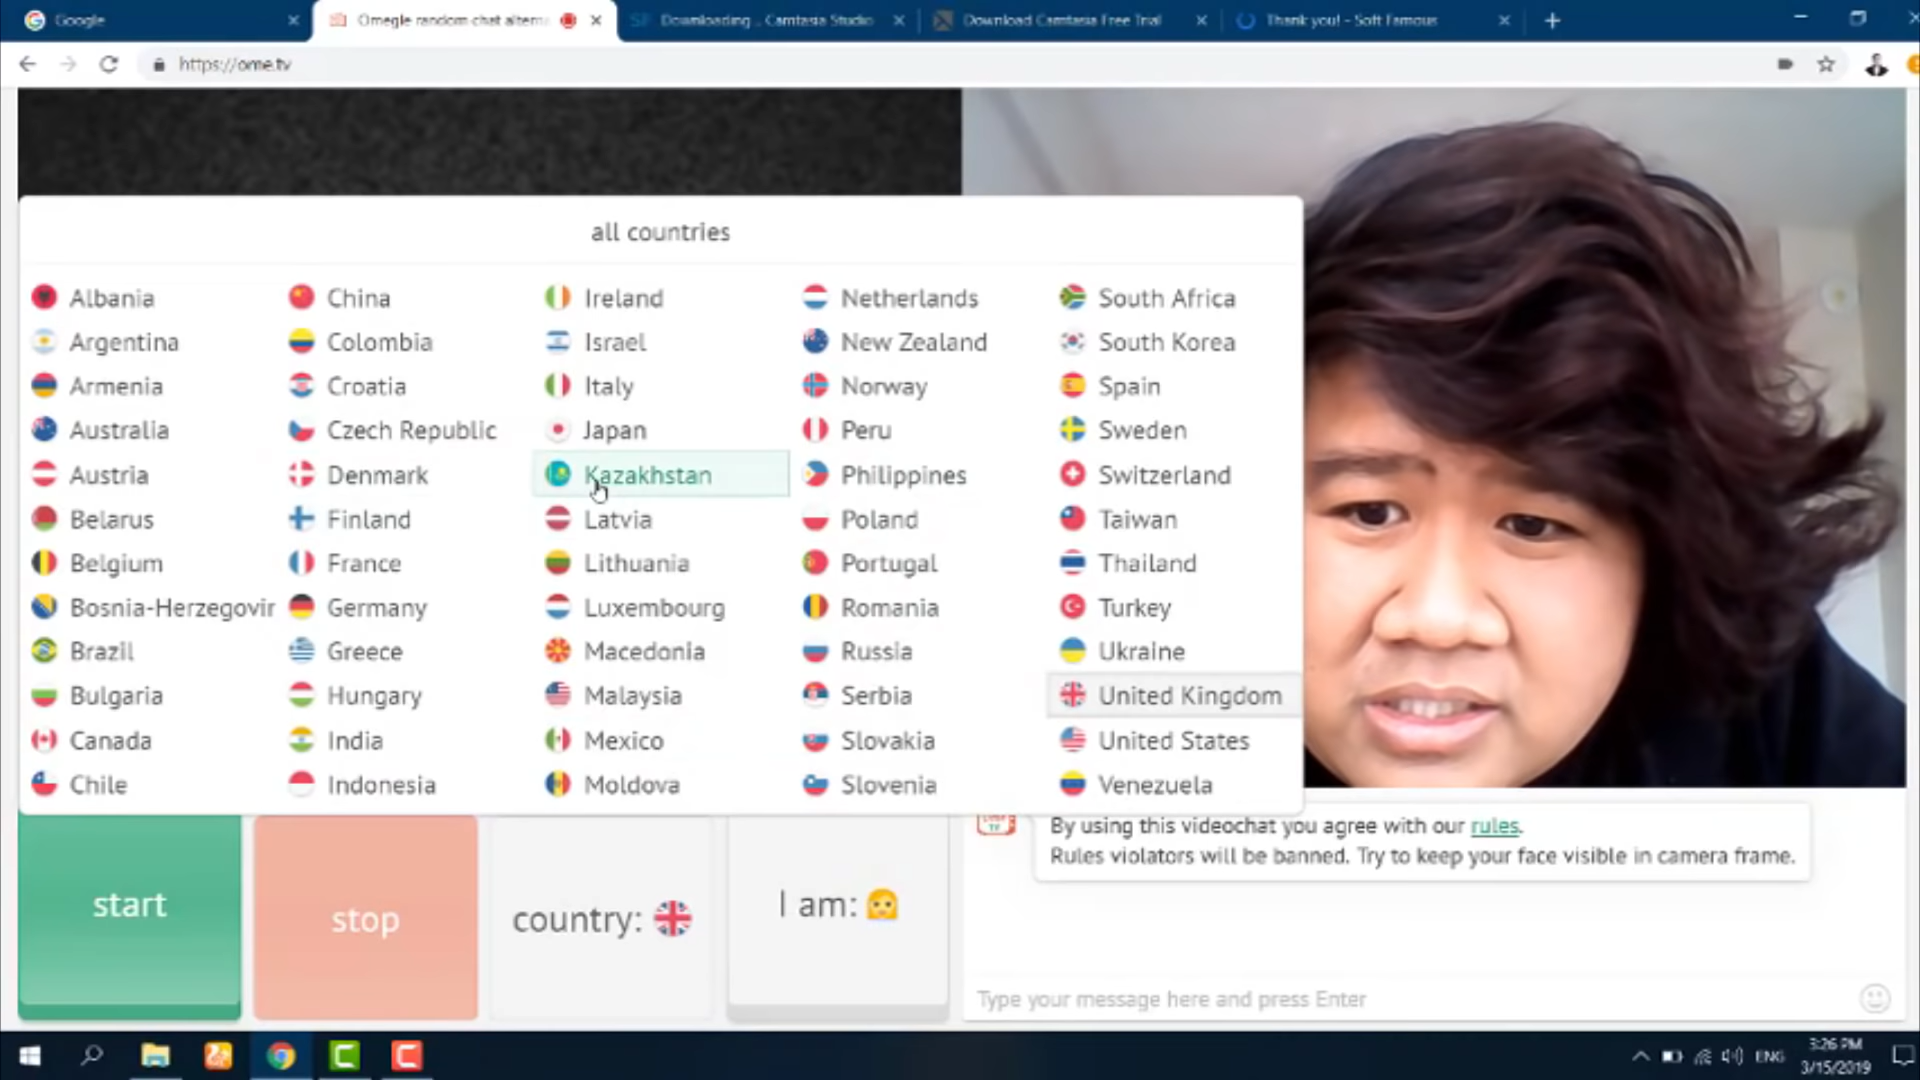 Google
Omegle random chat alterna
Downloading .. Camtasia Studio
Download Camtasia Free Trial
Thank you! - Soft Famous
https://ome.tv
all countries
Albania
China
Ireland
Netherlands
South Africa
Argentina
Colombia
Israel
New Zealand
South Korea
Armenia
Croatia
Italy
Norway
Spain
Australia
Czech Republic
Japan
Peru
Sweden
Austria
Denmark
Kazakhstan
Philippines
Switzerland
Belarus
Finland
Latvia
Poland
Taiwan
Belgium
France
Lithuania
Portugal
Thailand
Bosnia-Herzegovir
Germany
Luxembourg
Romania
Turkey
Brazil
Greece
Macedonia
Russia
Ukraine
Bulgaria
Hungary
Malaysia
Serbia
United Kingdom
Canada
India
Mexico
Slovakia
United States
Chile
Indonesia
Moldova
Slovenia
Venezuela
By using this videochat you agree with our rules.
Rules violators will be banned. Try to keep your face visible in camera frame.
start
stop
country:
I am:
Type your message here and press Enter
ENG
3:26 PM
3/15/2019